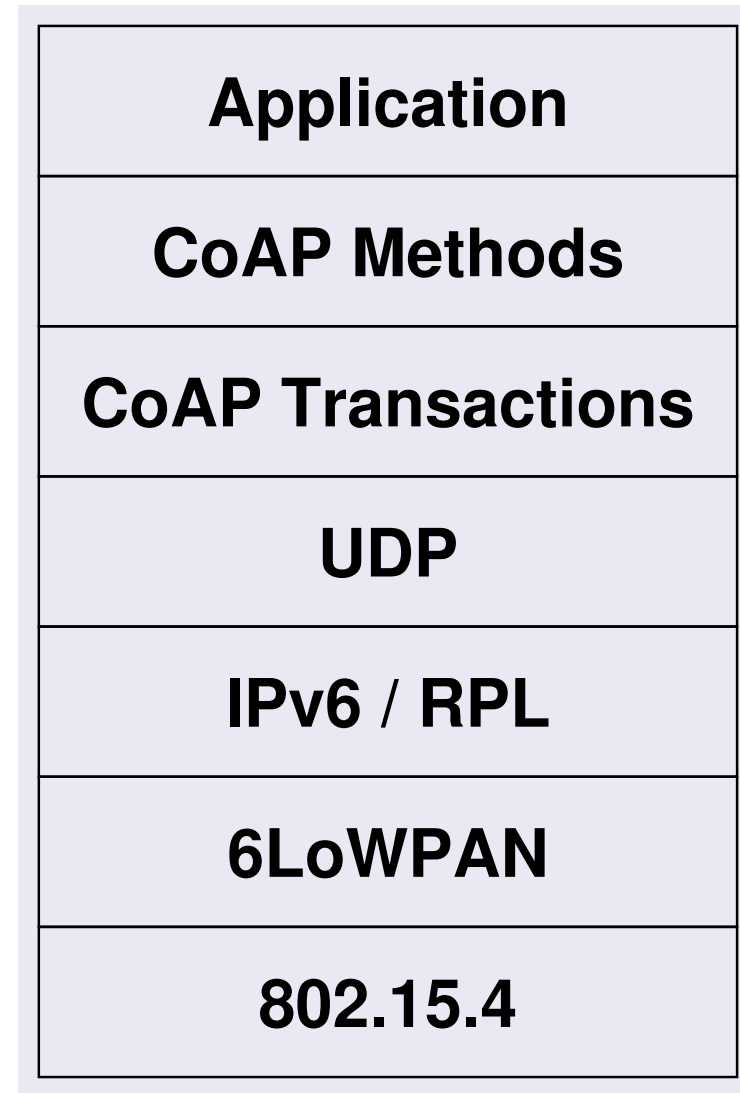 Application
CoAP Methods
CoAP Transactions
UDP
IPv6 / RPL
6LoWPAN
802.15.4